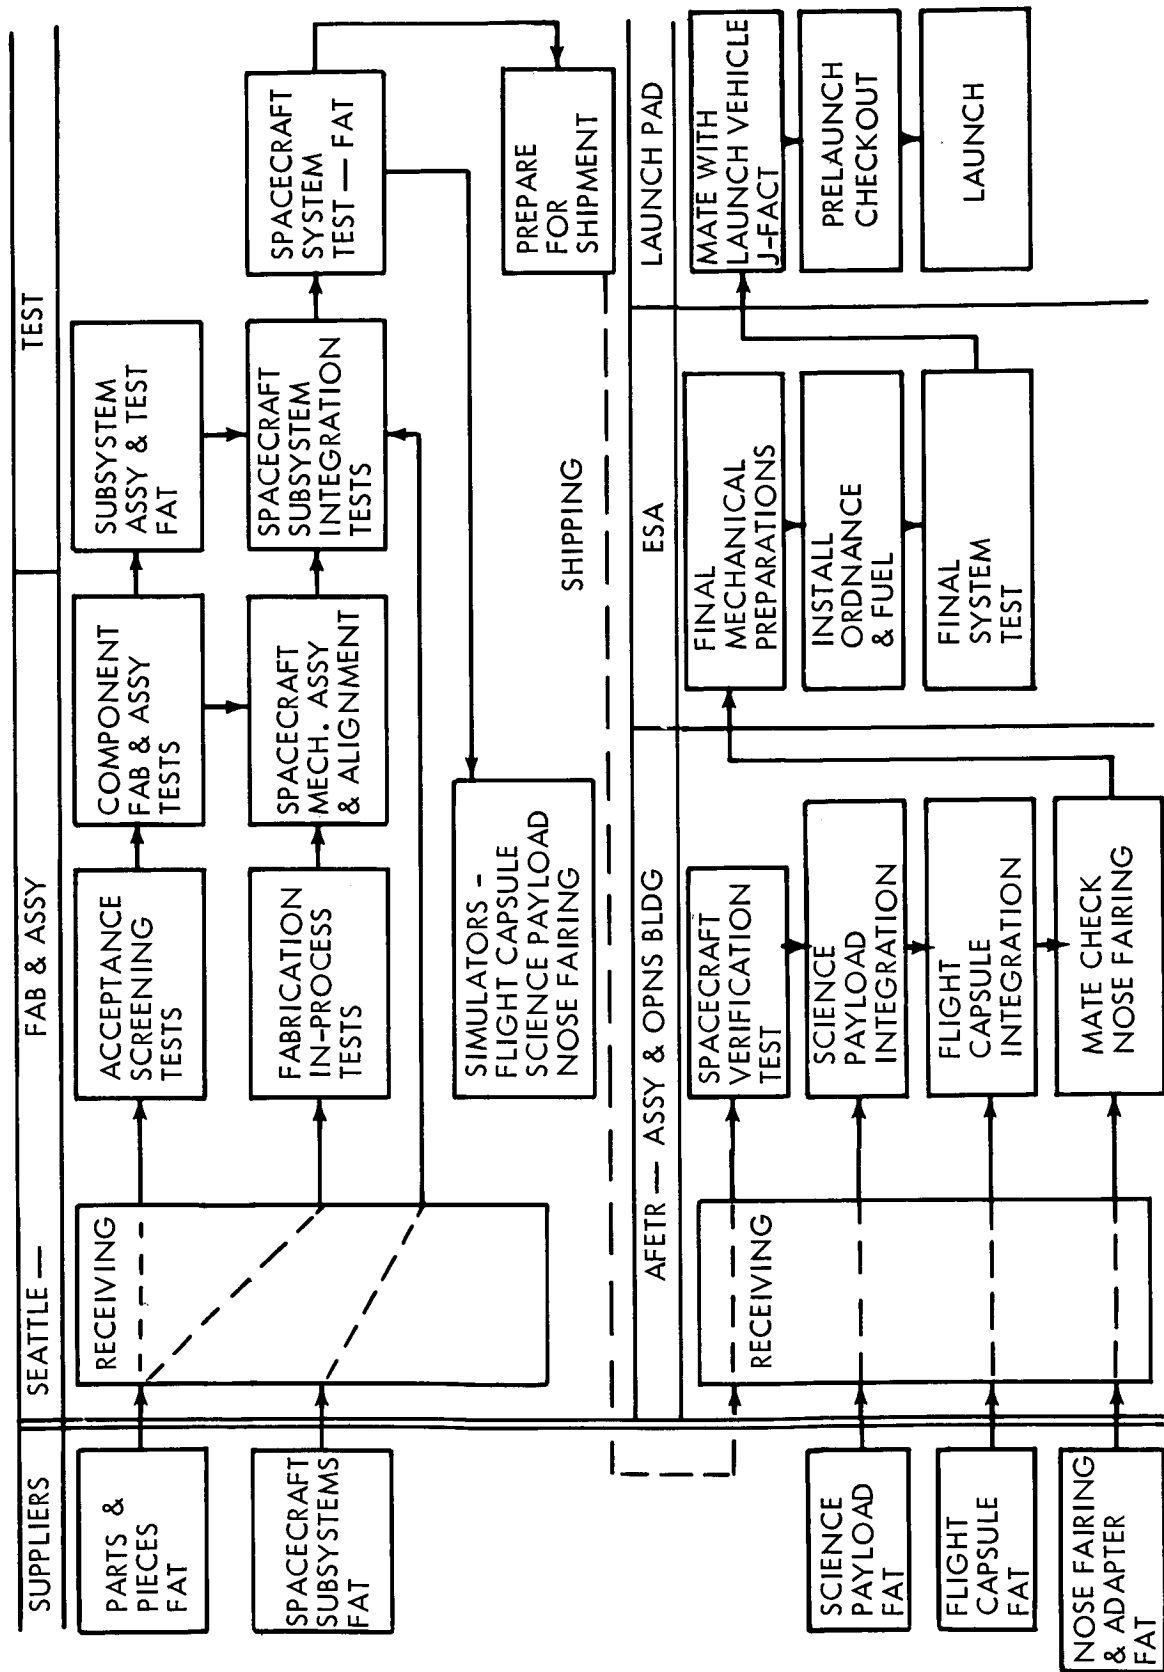 SUPPLIERS
SEATTLE —
FAB & ASSY
TEST
PARTS &
PIECES
FAT
SPACECRAFT
SUBSYSTEMS
FAT
RECEIVING
ACCEPTANCE
SCREENING
TESTS
FABRICATION
IN-PROCESS
TESTS
COMPONENT
FAB & ASSY
TESTS
SPACECRAFT
MECH. ASSY
& ALIGNMENT
SUBSYSTEM
ASSY & TEST
FAT
SPACECRAFT
SUBSYSTEM
INTEGRATION
TESTS
SPACECRAFT
SYSTEM
TEST — FAT
SIMULATORS -
FLIGHT CAPSULE
SCIENCE PAYLOAD
NOSE FAIRING
PREPARE
FOR
SHIPMENT
SHIPPING
AFETR — ASSY & OPNS BLDG
ESA
LAUNCH PAD
SCIENCE
PAYLOAD
FAT
FLIGHT
CAPSULE
FAT
NOSE FAIRING
& ADAPTER
FAT
RECEIVING
SPACECRAFT
VERIFICATION
TEST
SCIENCE
PAYLOAD
INTEGRATION
FLIGHT
CAPSULE
INTEGRATION
MATE CHECK
NOSE FAIRING
FINAL
MECHANICAL
PREPARATIONS
INSTALL
ORDNANCE
& FUEL
FINAL
SYSTEM
TEST
MATE WITH
LAUNCH VEHICLE
J-FACT
PRELAUNCH
CHECKOUT
LAUNCH